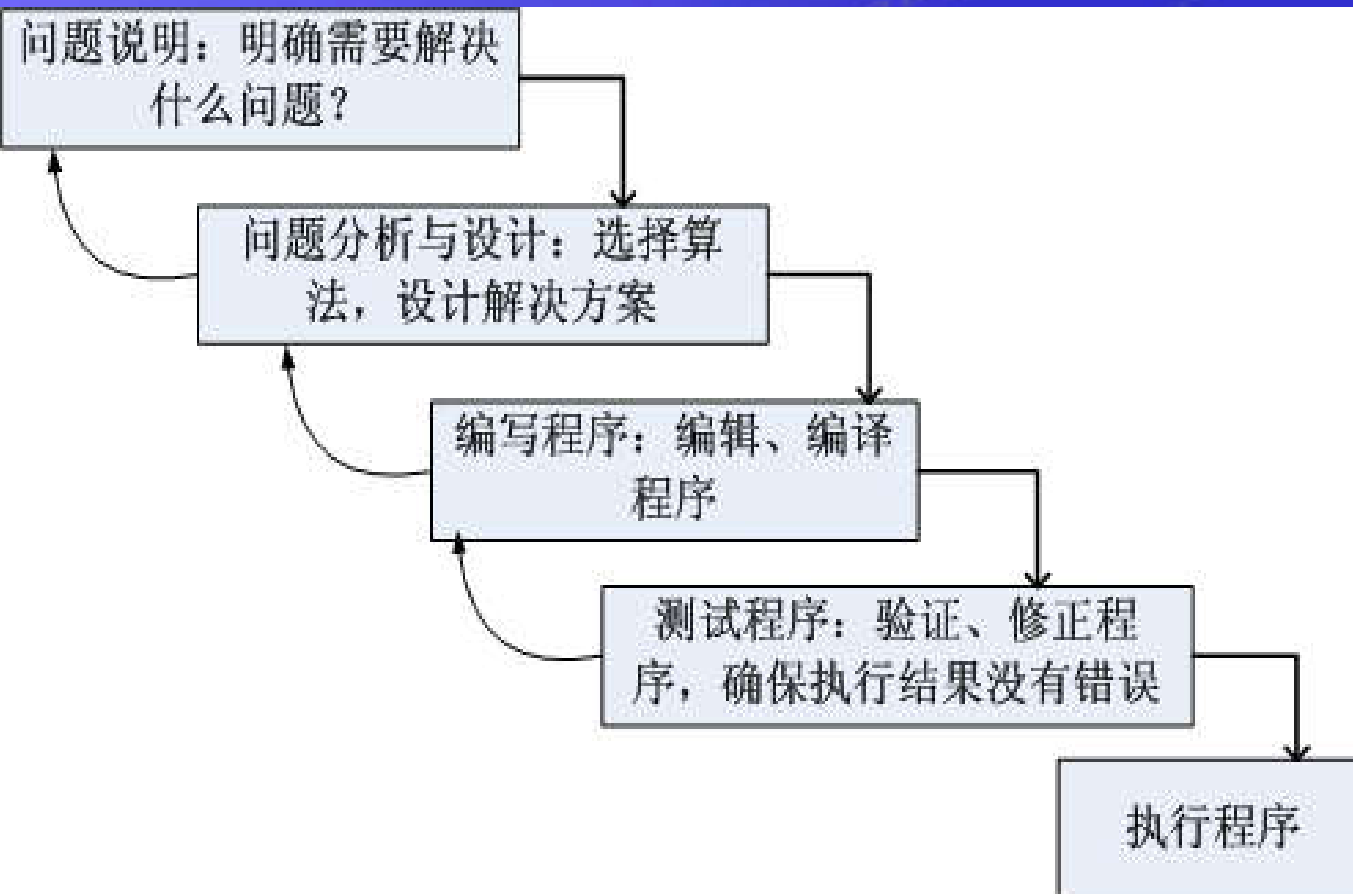 问题说明：明确需要解决
什么问题？
问题分析与设计：选择算
法，设计解决方案
编写程序：编辑、编译
程序
测试程序：验证、修正程
序，确保执行结果没有错误
执行程序